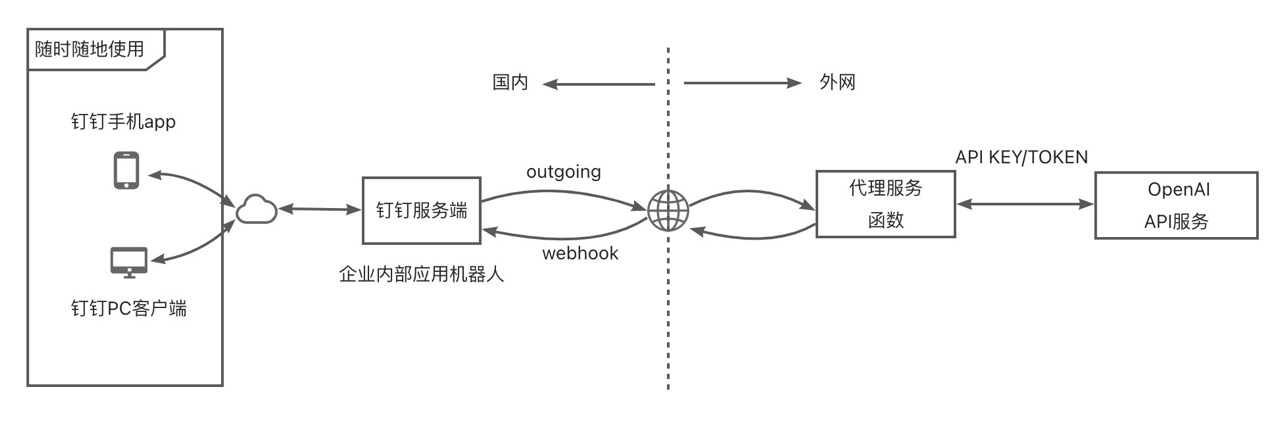 随时随地使用
钉钉手机app
钉钉PC客户端
钉钉服务端
企业内部应用机器人
国内
外网
outgoing
webhook
代理服务
函数
API KEY/TOKEN
OpenAI
API服务